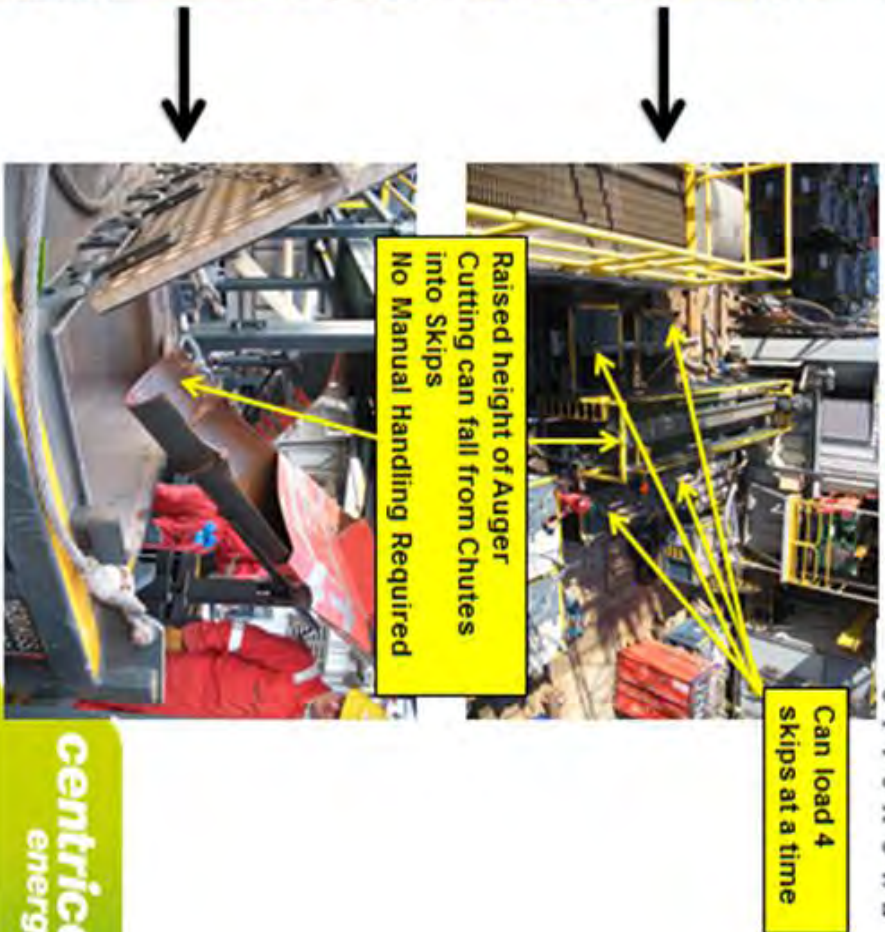 Can load 4
skips at a time
Raised height of Auger
Cutting can fall from Chutes
into Skips
No Manual Handling Required
centrica
energ